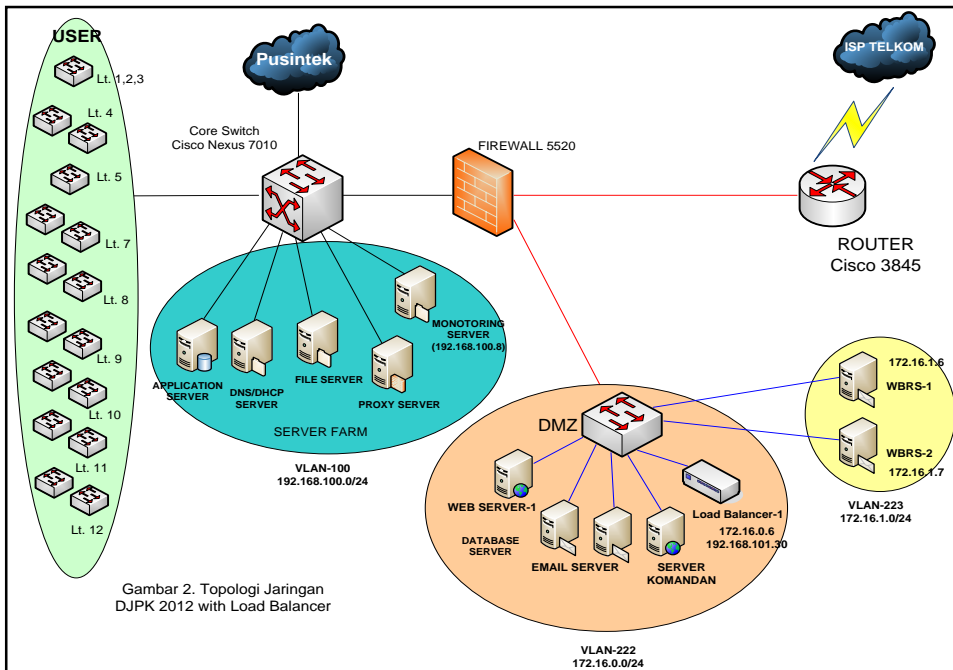 USER
Lt. 1,2,3
Lt. 4
Lt. 5
Lt. 7
Lt. 8
Lt. 9
Lt. 10
Lt. 11
Lt. 12
Pusintek
Core Switch
Cisco Nexus 7010
FIREWALL 5520
ISP TELKOM
ROUTER
Cisco 3845
MONOTORING
SERVER
(192.168.100.8)
APPLICATION
SERVER
DNS/DHCP
SERVER
FILE SERVER
PROXY SERVER
SERVER FARM
VLAN-100
192.168.100.0/24
DMZ
WEB SERVER-1
DATABASE
SERVER
EMAIL SERVER
SERVER
KOMANDAN
Load Balancer-1
172.16.0.6
192.168.101.30
VLAN-222
172.16.0.0/24
172.16.1.6
WBRS-1
WBRS-2
172.16.1.7
VLAN-223
172.16.1.0/24
Gambar 2. Topologi Jaringan
DJPK 2012 with Load Balancer